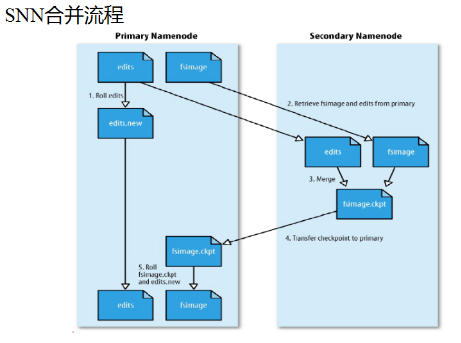 SNN合并流程
Primary Namenode
Secondary Namenode
edits
fsimage
1. Roll edits
2. Retrieve fsimage and edits from primary
edits.new
edits
fsimage
3. Merge
fsimage.ckpt
4. Transfer checkpoint to primary
fsimage.ckpt
5. Roll
fsimage.ckpt
and edits.new
edits
fsimage